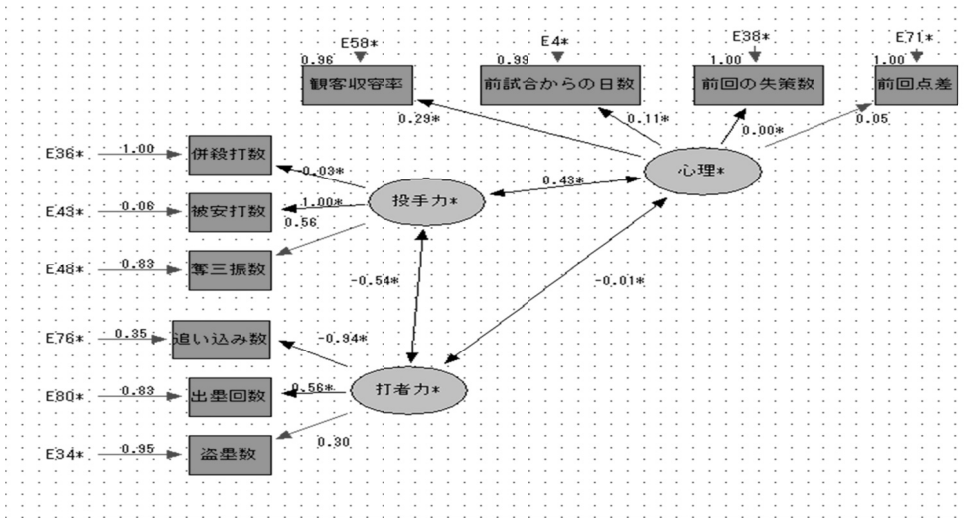 E58* E4* E38* E71*
0.96 0.99 1.00 1.00
観客収容率 前試合からの日数 前回の失策数 前回点差
0.29* 0.11* 0.00* 0.05
E36* 1.00 併殺打数 -0.03*
心理*
0.43*
投手力*
E43* 0.06 被安打数 1.00*
0.56
E48* 0.83 奪三振数
-0.54* -0.01*
E76* 0.35 追い込み数 -0.94*
E80* 0.83 出塁回数 0.56* 打者力*
0.30
E34* 0.95 盗塁数